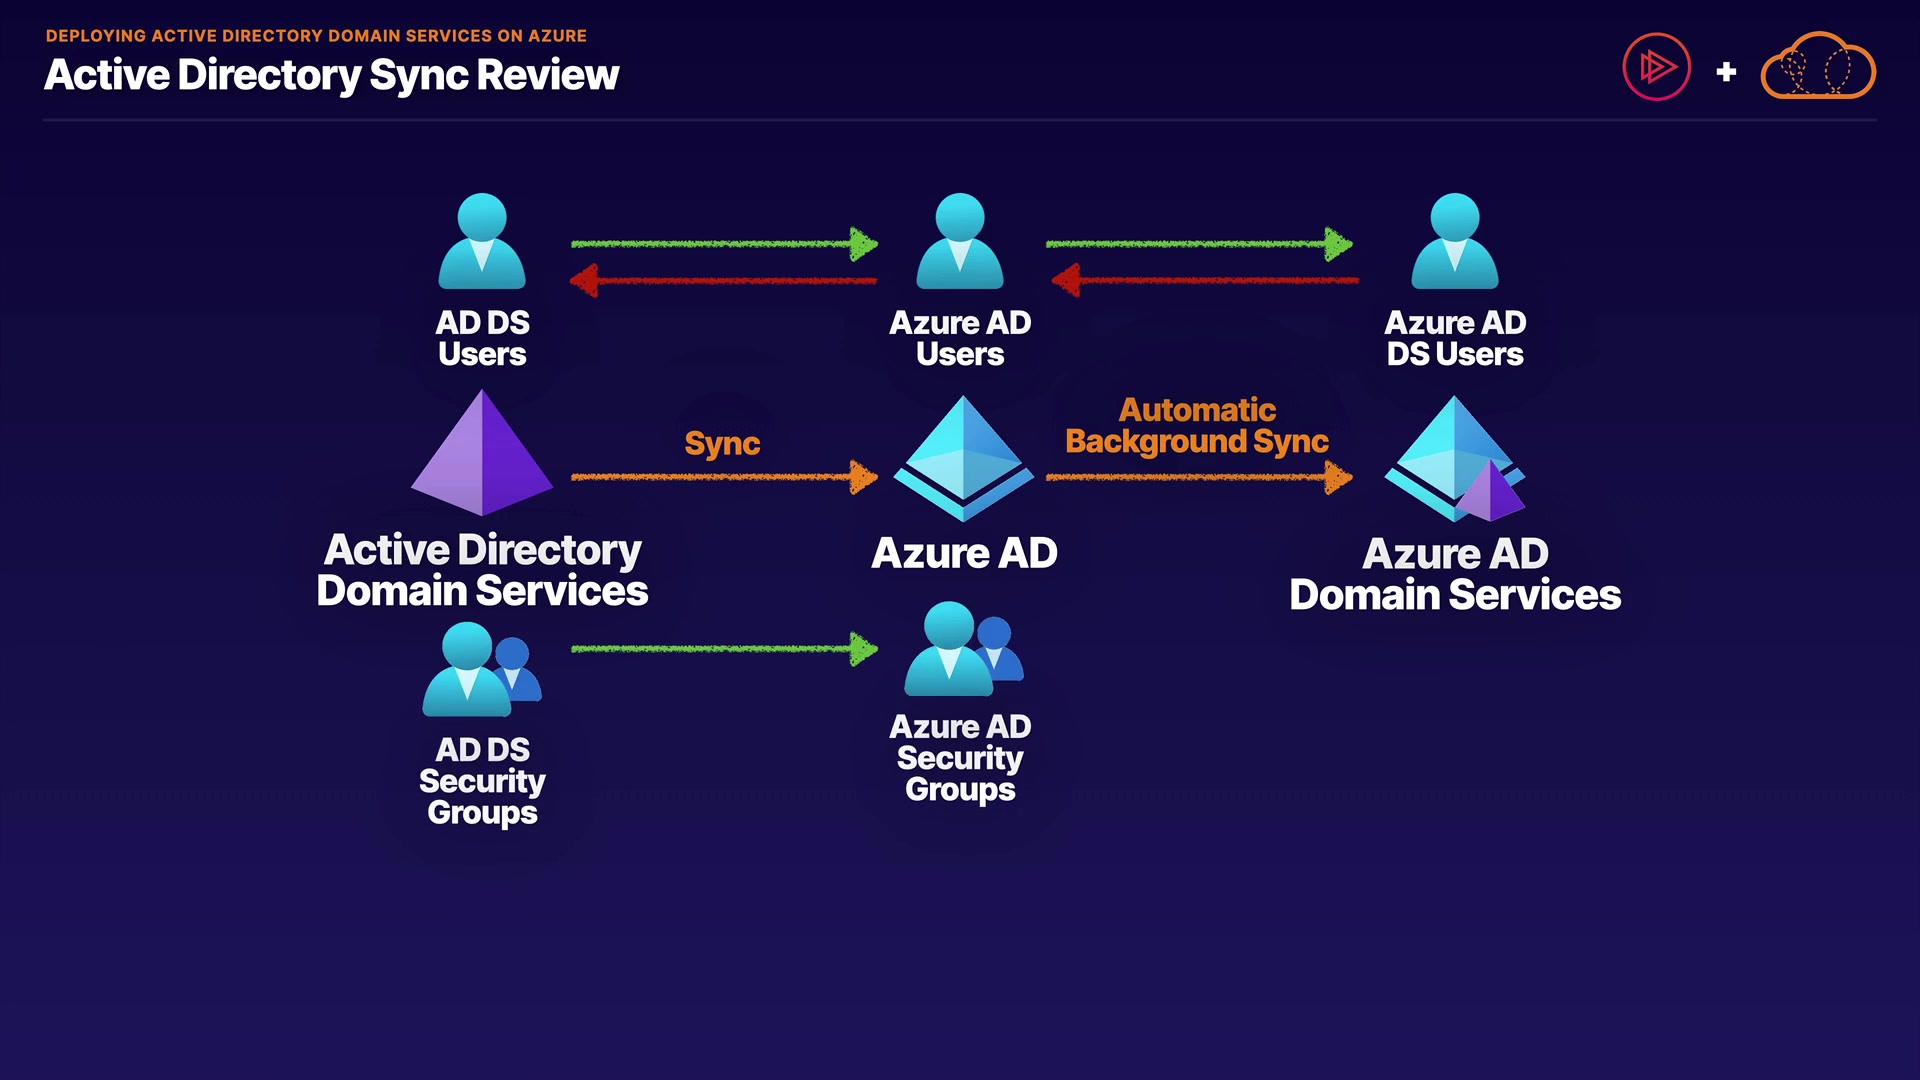 DEPLOYING ACTIVE DIRECTORY DOMAIN SERVICES ON AZURE
Active Directory Sync Review
AD DS
Users
Azure AD
Users
Azure AD
DS Users
Sync
Automatic
Background Sync
Active Directory
Domain Services
Azure AD
Azure AD
Domain Services
AD DS
Security
Groups
Azure AD
Security
Groups